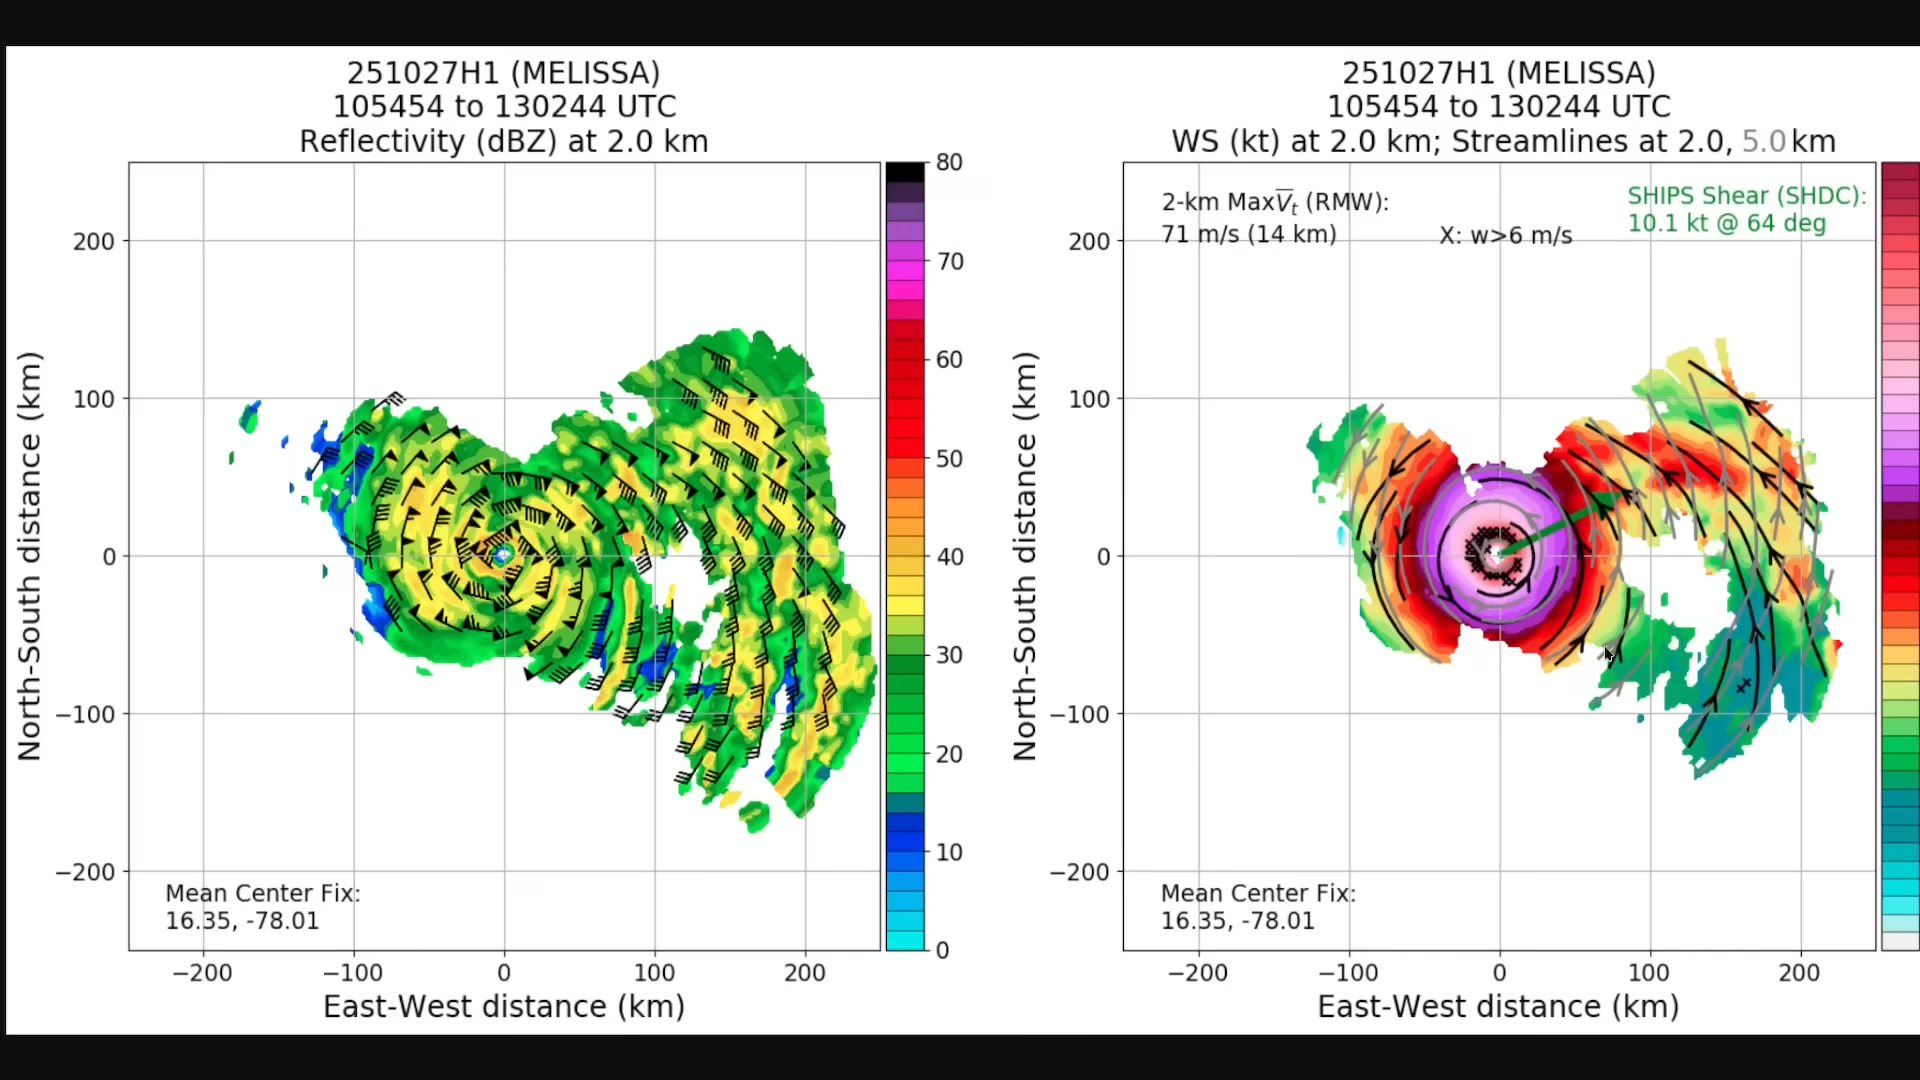 251027H1 (MELISSA)
105454 to 130244 UTC
Reflectivity (dBZ) at 2.0 km
North-South distance (km)
200
100
0
−100
−200
Mean Center Fix:
16.35, -78.01
−200 −100 0 100 200
East-West distance (km)
80
70
60
50
40
30
20
10
0
251027H1 (MELISSA)
105454 to 130244 UTC
WS (kt) at 2.0 km; Streamlines at 2.0, 5.0 km
North-South distance (km)
200
100
0
−100
−200
2-km Max V̅t (RMW):
71 m/s (14 km)
X: w>6 m/s
SHIPS Shear (SHDC):
10.1 kt @ 64 deg
Mean Center Fix:
16.35, -78.01
−200 −100 0 100 200
East-West distance (km)